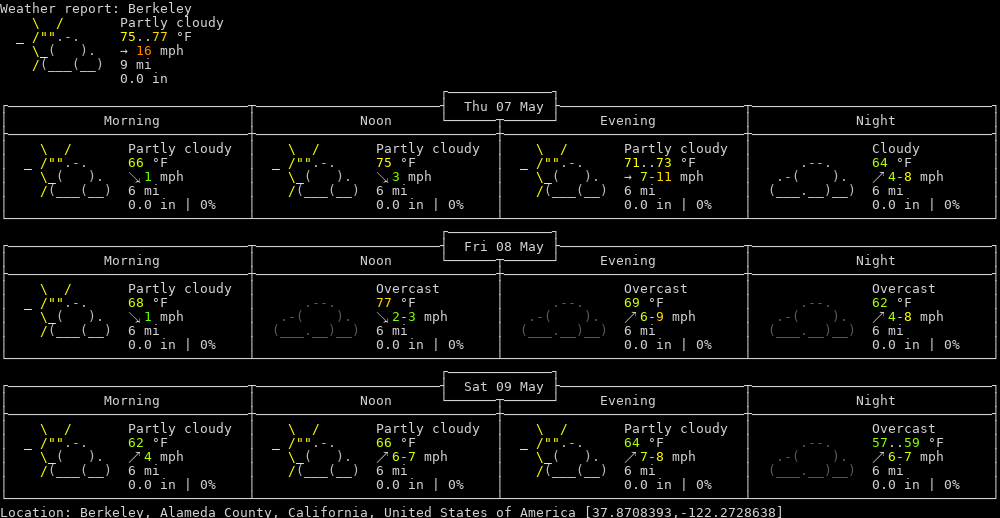 Weather report: Berkeley
Partly cloudy
75..77 °F
→ 16 mph
9 mi
0.0 in
Thu 07 May
Morning Noon Evening Night
Partly cloudy Partly cloudy Partly cloudy Cloudy
66 °F 75 °F 71..73 °F 64 °F
↘ 1 mph ↘ 3 mph → 7-11 mph ↗ 4-8 mph
6 mi 6 mi 6 mi 6 mi
0.0 in | 0% 0.0 in | 0% 0.0 in | 0% 0.0 in | 0%
Fri 08 May
Morning Noon Evening Night
Partly cloudy Overcast Overcast Overcast
68 °F 77 °F 69 °F 62 °F
↘ 1 mph ↘ 2-3 mph ↗ 6-9 mph ↗ 4-8 mph
6 mi 6 mi 6 mi 6 mi
0.0 in | 0% 0.0 in | 0% 0.0 in | 0% 0.0 in | 0%
Sat 09 May
Morning Noon Evening Night
Partly cloudy Partly cloudy Partly cloudy Overcast
62 °F 66 °F 64 °F 57..59 °F
↗ 4 mph ↗ 6-7 mph ↗ 7-8 mph ↗ 6-7 mph
6 mi 6 mi 6 mi 6 mi
0.0 in | 0% 0.0 in | 0% 0.0 in | 0% 0.0 in | 0%
Location: Berkeley, Alameda County, California, United States of America [37.8708393,-122.2728638]